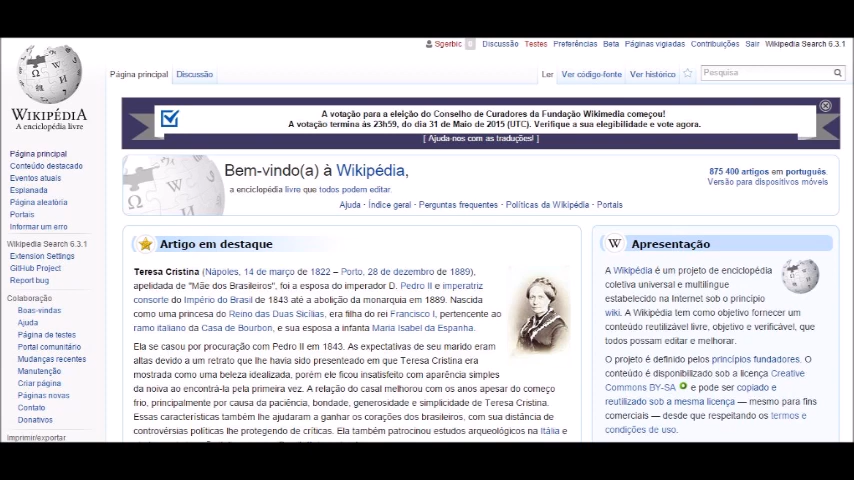 Sgerbic 0 Discussão Testes Preferências Beta Páginas vigiadas Contribuições Sair Wikipedia Search 6.3.1
Página principal Discussão
Ler Ver código-fonte Ver histórico Pesquisa
WIKIPÉDIA
A enciclopédia livre
Página principal
Conteúdo destacado
Eventos atuais
Esplanada
Página aleatória
Portais
Informar um erro
Wikipedia Search 6.3.1
Extension Settings
GitHub Project
Report bug
Colaboração
Boas-vindas
Ajuda
Página de testes
Portal comunitário
Mudanças recentes
Manutenção
Criar página
Páginas novas
Contato
Donativos
Imprimir/exportar
A votação para a eleição do Conselho de Curadores da Fundação Wikimedia começou!
A votação termina às 23h59, do dia 31 de Maio de 2015 (UTC). Verifique a sua elegibilidade e vote agora.
[ Ajuda-nos com as traduções! ]
Bem-vindo(a) à Wikipédia,
a enciclopédia livre que todos podem editar.
875 400 artigos em português.
Versão para dispositivos móveis
Ajuda · Índice geral · Perguntas frequentes · Políticas da Wikipédia · Portais
Artigo em destaque
Teresa Cristina (Nápoles, 14 de março de 1822 – Porto, 28 de dezembro de 1889),
apelidada de "Mãe dos Brasileiros", foi a esposa do imperador D. Pedro II e imperatriz
consorte do Império do Brasil de 1843 até a abolição da monarquia em 1889. Nascida
como uma princesa do Reino das Duas Sicílias, era filha do rei Francisco I, pertencente ao
ramo italiano da Casa de Bourbon, e sua esposa a infanta Maria Isabel da Espanha.
Ela se casou por procuração com Pedro II em 1843. As expectativas de seu marido eram
altas devido a um retrato que lhe havia sido presenteado em que Teresa Cristina era
mostrada como uma beleza idealizada, porém ele ficou insatisfeito com aparência simples
da noiva ao encontrá-la pela primeira vez. A relação do casal melhorou com os anos apesar do começo
frio, principalmente por causa da paciência, bondade, generosidade e simplicidade de Teresa Cristina.
Essas características também lhe ajudaram a ganhar os corações dos brasileiros, com sua distância de
controvérsias políticas lhe protegendo de críticas. Ela também patrocinou estudos arqueológicos na Itália e
W Apresentação
A Wikipédia é um projeto de enciclopédia
coletiva universal e multilíngue
estabelecido na Internet sob o princípio
wiki. A Wikipédia tem como objetivo fornecer um
conteúdo reutilizável livre, objetivo e verificável, que
todos possam editar e melhorar.
O projeto é definido pelos princípios fundadores. O
conteúdo é disponibilizado sob a licença Creative
Commons BY-SA e pode ser copiado e
reutilizado sob a mesma licença — mesmo para fins
comerciais — desde que respeitando os termos e
condições de uso.